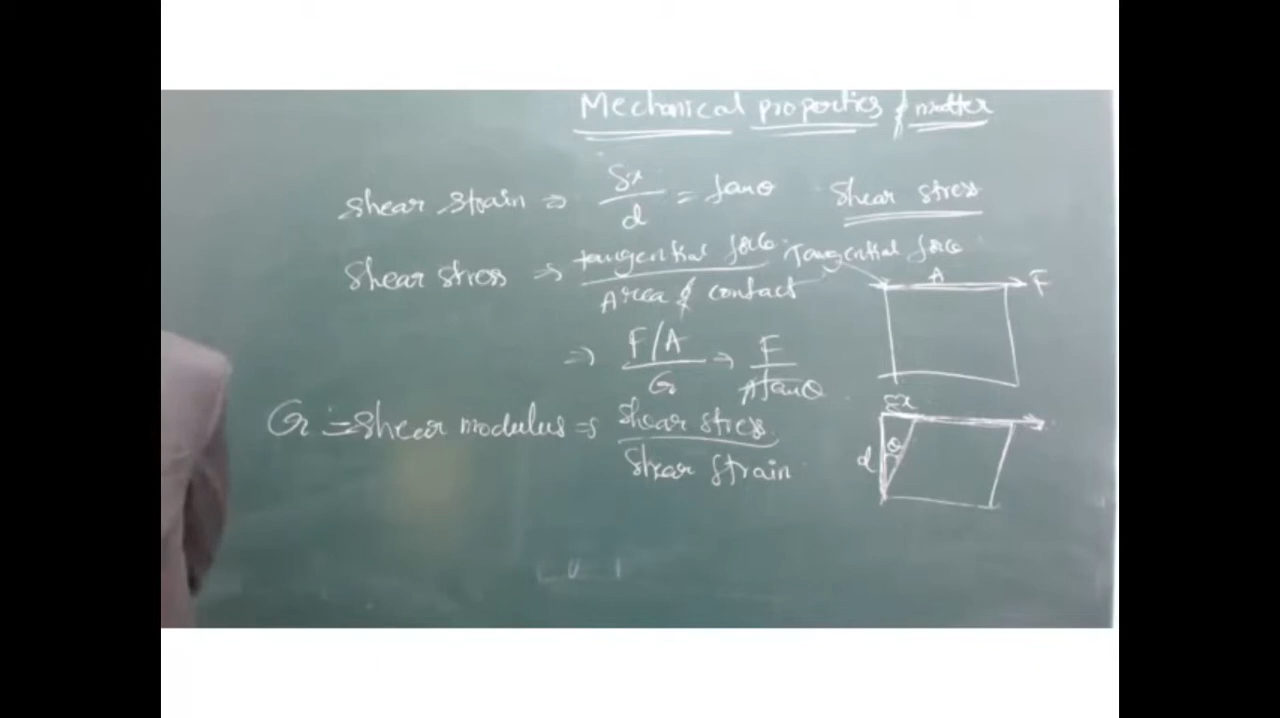 Mechanical properties of matter
Shear strain ⇒ δx/d = tanθ
Shear stress
Shear stress ⇒ tangential force / Area of contact
Tangential force
A
F
⇒ F/A / G → F / A tanθ
δx
G = shear modulus ⇒ shear stress / shear strain
θ
d